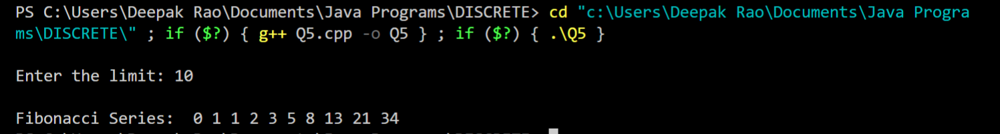 PS C:\Users\Deepak Rao\Documents\Java Programs\DISCRETE> cd "c:\Users\Deepak Rao\Documents\Java Progra
ms\DISCRETE\" ; if ($?) { g++ Q5.cpp -o Q5 } ; if ($?) { .\Q5 }
Enter the limit: 10
Fibonacci Series:  0 1 1 2 3 5 8 13 21 34